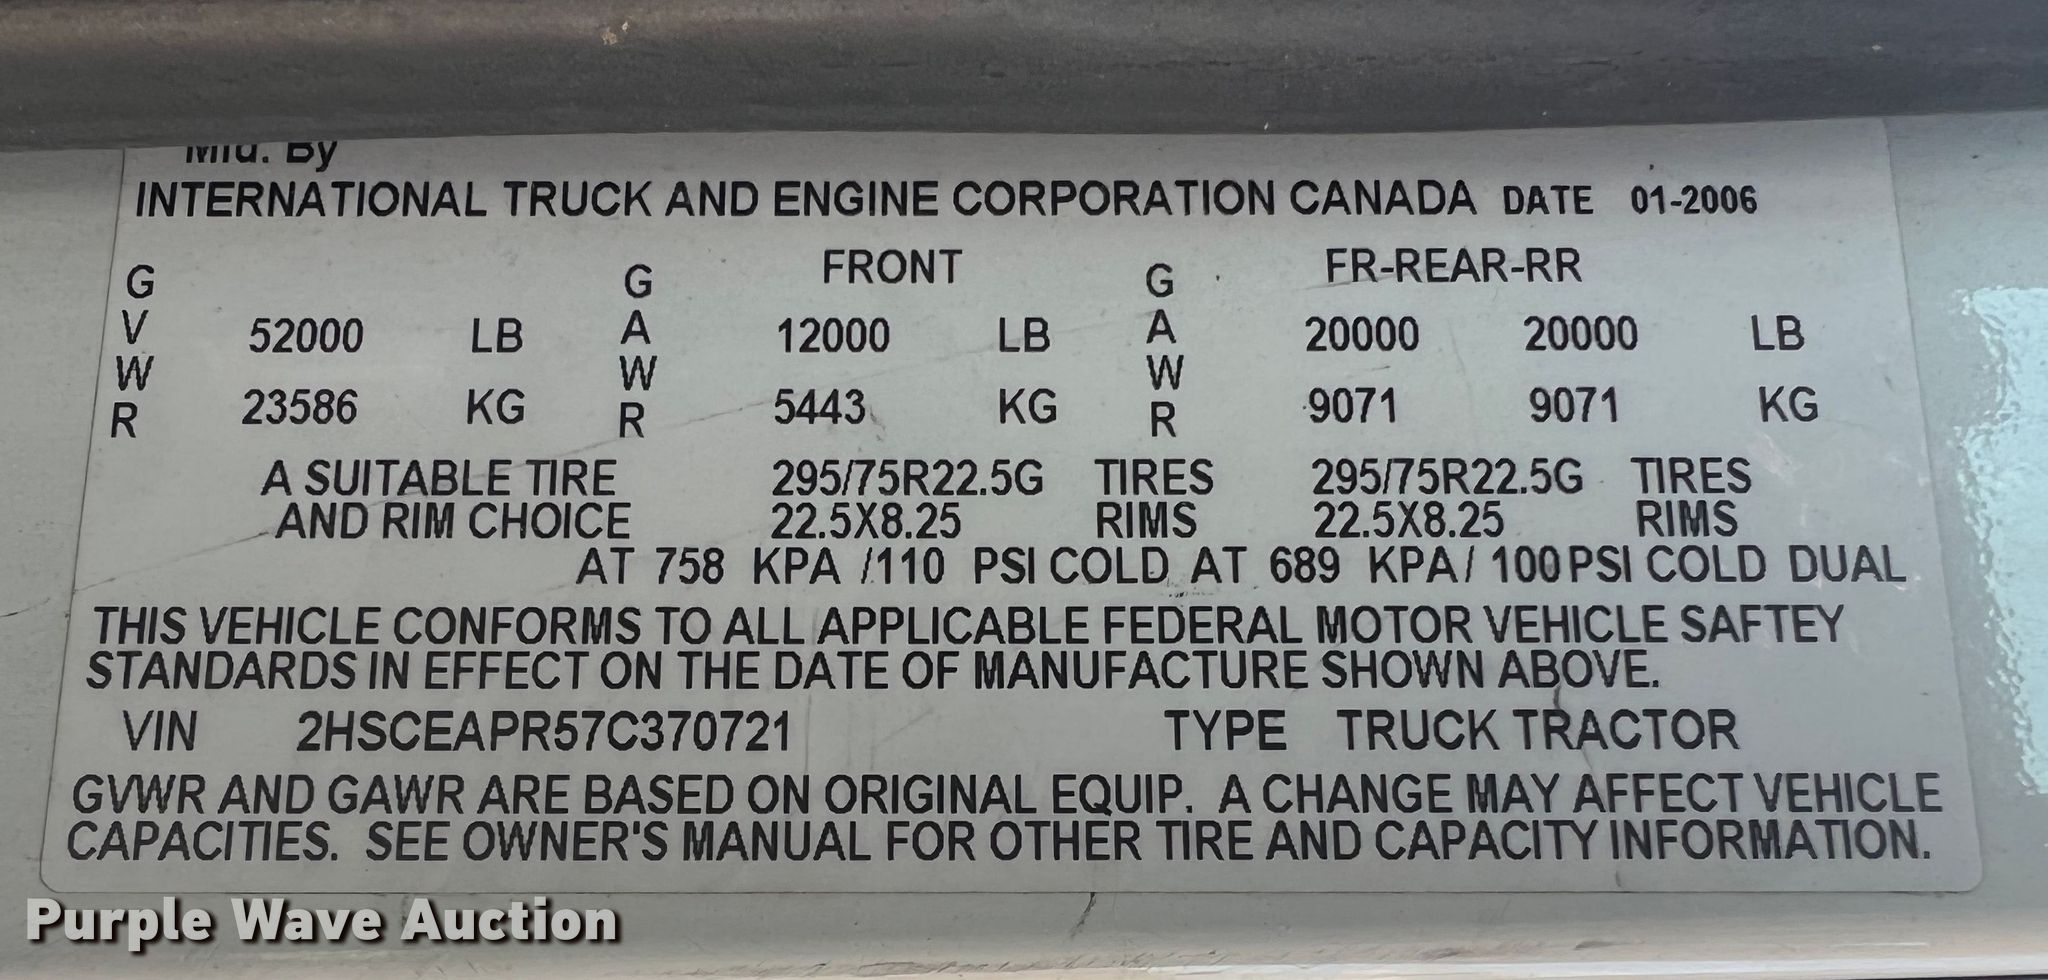 Mfd. By
INTERNATIONAL TRUCK AND ENGINE CORPORATION CANADA DATE 01-2006
GVWR GAWR FRONT GAWR FR-REAR-RR
52000 LB 12000 LB 20000 20000 LB
23586 KG 5443 KG 9071 9071 KG
A SUITABLE TIRE 295/75R22.5G TIRES 295/75R22.5G TIRES
AND RIM CHOICE 22.5X8.25 RIMS 22.5X8.25 RIMS
AT 758 KPA /110 PSI COLD AT 689 KPA/ 100 PSI COLD DUAL
THIS VEHICLE CONFORMS TO ALL APPLICABLE FEDERAL MOTOR VEHICLE SAFTEY
STANDARDS IN EFFECT ON THE DATE OF MANUFACTURE SHOWN ABOVE.
VIN 2HSCEAPR57C370721 TYPE TRUCK TRACTOR
GVWR AND GAWR ARE BASED ON ORIGINAL EQUIP. A CHANGE MAY AFFECT VEHICLE
CAPACITIES. SEE OWNER'S MANUAL FOR OTHER TIRE AND CAPACITY INFORMATION.
Purple Wave Auction